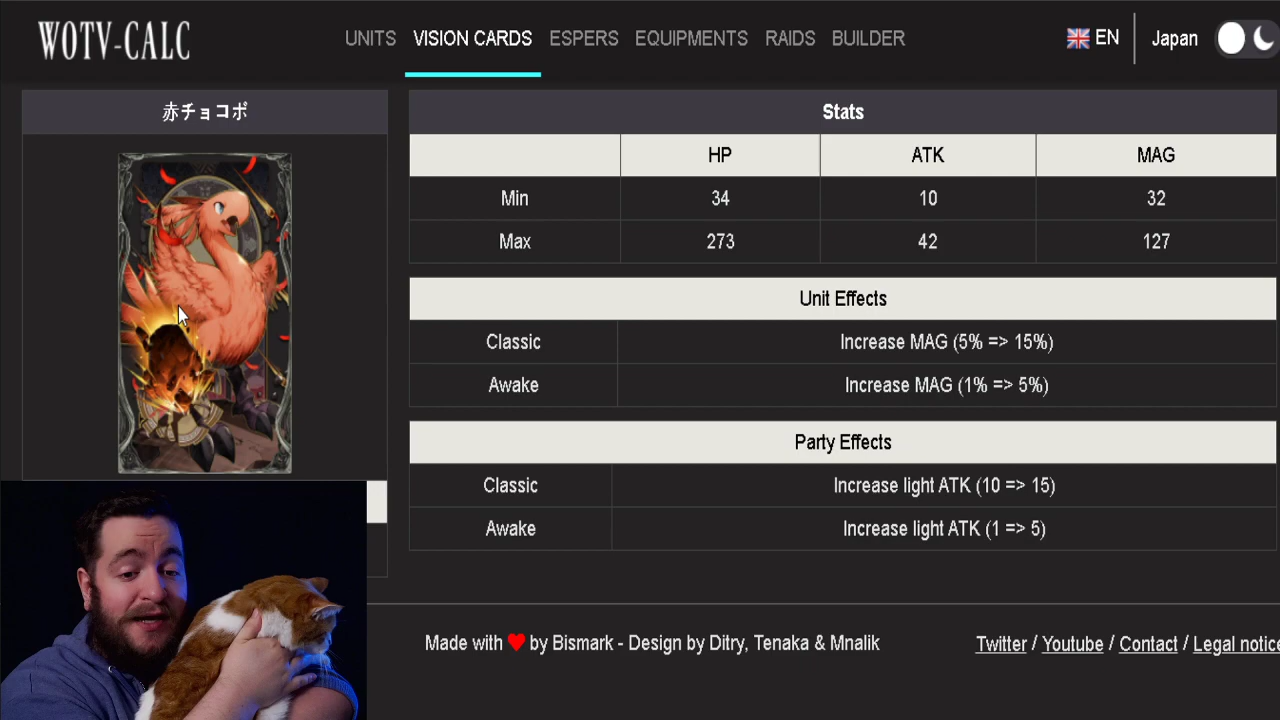 WOTV-CALC
UNITS VISION CARDS ESPERS EQUIPMENTS RAIDS BUILDER
EN Japan
赤チョコボ
Stats
HP ATK MAG
Min 34 10 32
Max 273 42 127
Unit Effects
Classic Increase MAG (5% => 15%)
Awake Increase MAG (1% => 5%)
Party Effects
Classic Increase light ATK (10 => 15)
Awake Increase light ATK (1 => 5)
Made with ❤ by Bismark - Design by Ditry, Tenaka & Mnalik
Twitter / Youtube / Contact / Legal notice